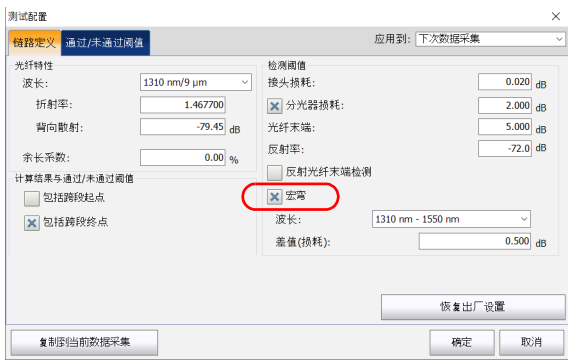 测试配置
链路定义 通过/未通过阈值 应用到: 下次数据采集
光纤特性
波长: 1310 nm/9 µm
折射率: 1.467700
背向散射: -79.45 dB
余长系数: 0.00 %
计算结果与通过/未过阈值
包括跨段起点
包括跨段终点
检测阈值
接头损耗: 0.020 dB
分光器损耗: 2.000 dB
光纤末端: 5.000 dB
反射率: -72.0 dB
反射光纤末端检测
宏弯
波长: 1310 nm - 1550 nm
差值(损耗): 0.500 dB
恢复出厂设置
复制到当前数据采集 确定 取消